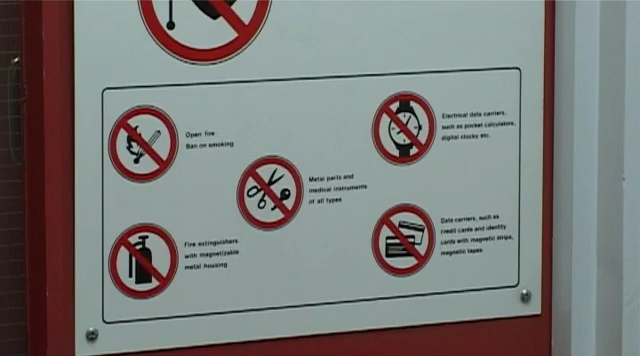 Open fire
Ban on smoking
Fire extinguishers
with magnetizable
metal housing
Metal parts and
medical instruments
of all types
Electrical data carriers,
such as pocket calculators,
digital clocks etc.
Data carriers, such as
credit cards and identity
cards with magnetic strips,
magnetic tapes